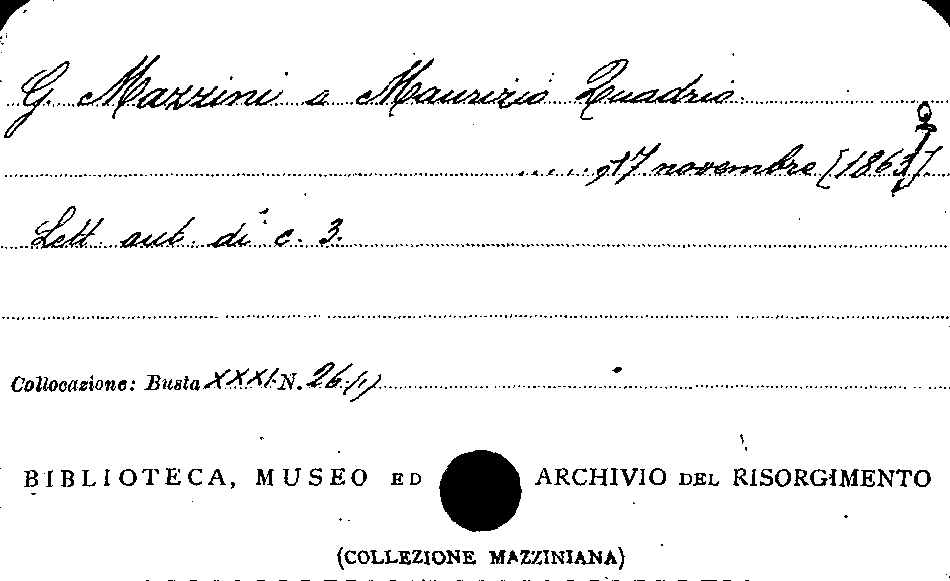 G. Mazzini a Maurizio Quadrio.
....., 17 novembre [1863].
Lett. aut. di c. 3.
Collocazione: Busta XXXI. N. 26 (1)
BIBLIOTECA, MUSEO ED ARCHIVIO DEL RISORGIMENTO
(COLLEZIONE MAZZINIANA)